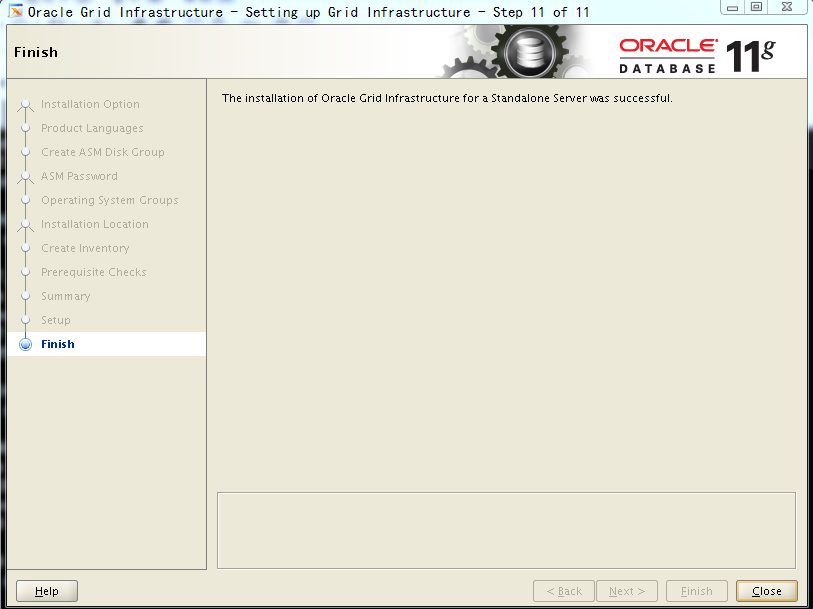 Oracle Grid Infrastructure - Setting up Grid Infrastructure - Step 11 of 11
Finish
ORACLE
DATABASE
11g
Installation Option
Product Languages
Create ASM Disk Group
ASM Password
Operating System Groups
Installation Location
Create Inventory
Prerequisite Checks
Summary
Setup
Finish
The installation of Oracle Grid Infrastructure for a Standalone Server was successful.
Help
< Back
Next >
Finish
Close